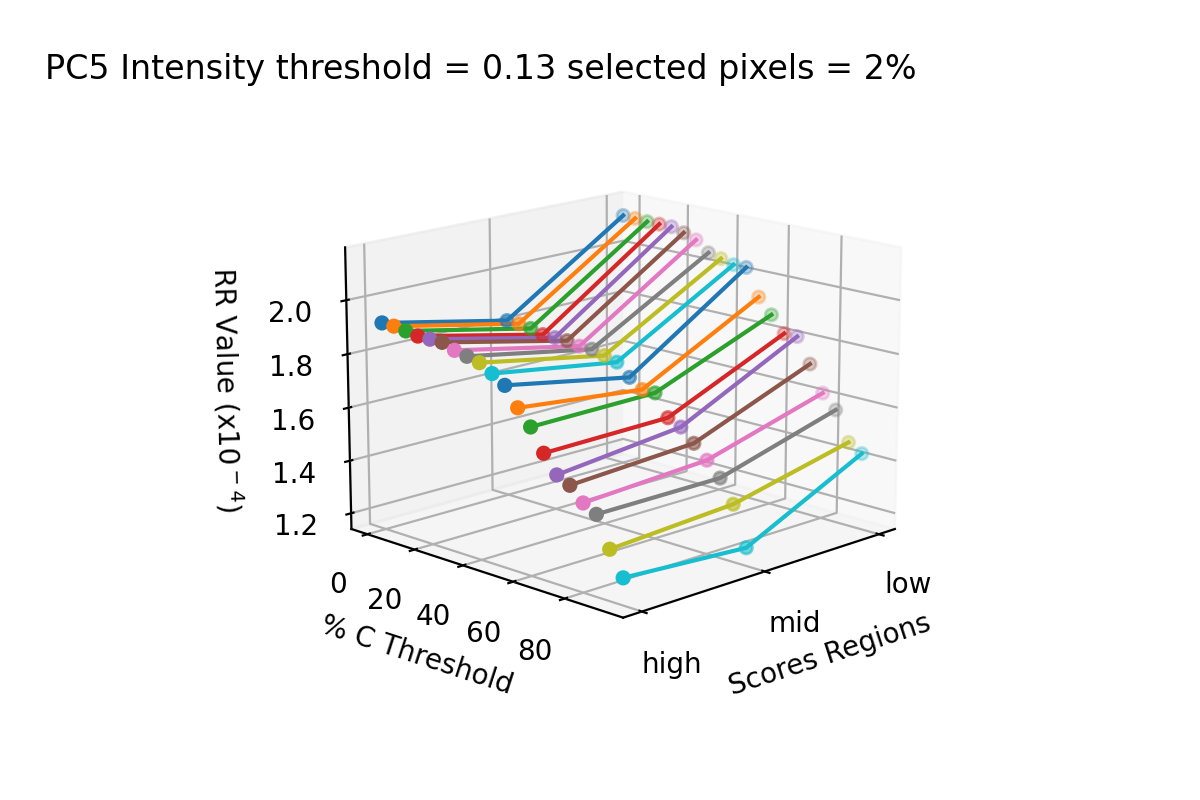 PC5 Intensity threshold = 0.13 selected pixels = 2%
RR Value (x10⁻⁴)
2.0
1.8
1.6
1.4
1.2
0
20
40
60
80
% C Threshold
high
mid
low
Scores Regions